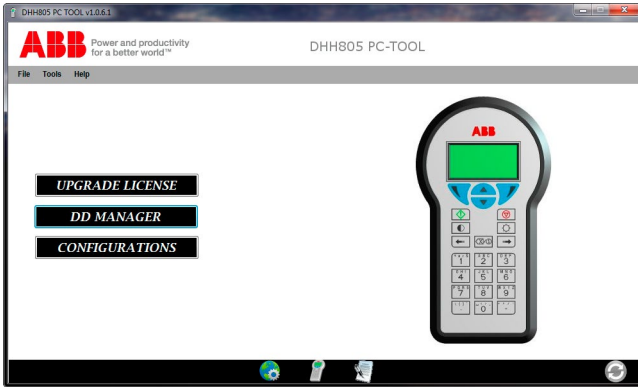 DHH805 PC TOOL v1.0.6.1
ABB
Power and productivity
for a better world™
DHH805 PC-TOOL
File Tools Help
ABB
UPGRADE LICENSE
DD MANAGER
CONFIGURATIONS
1 2 3
4 5 6
7 8 9
0